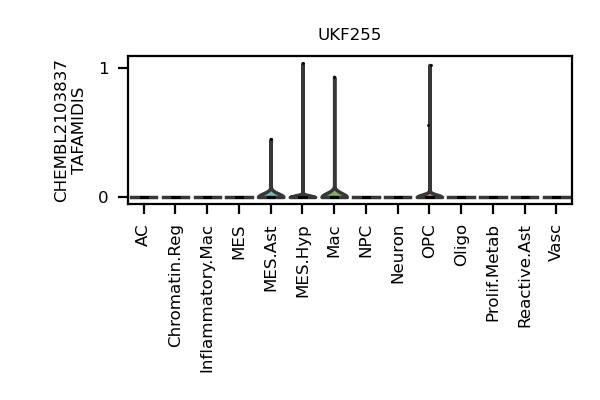 UKF255
CHEMBL2103837
TAFAMIDIS
1
0
AC
Chromatin.Reg
Inflammatory.Mac
MES
MES.Ast
MES.Hyp
Mac
NPC
Neuron
OPC
Oligo
Prolif.Metab
Reactive.Ast
Vasc